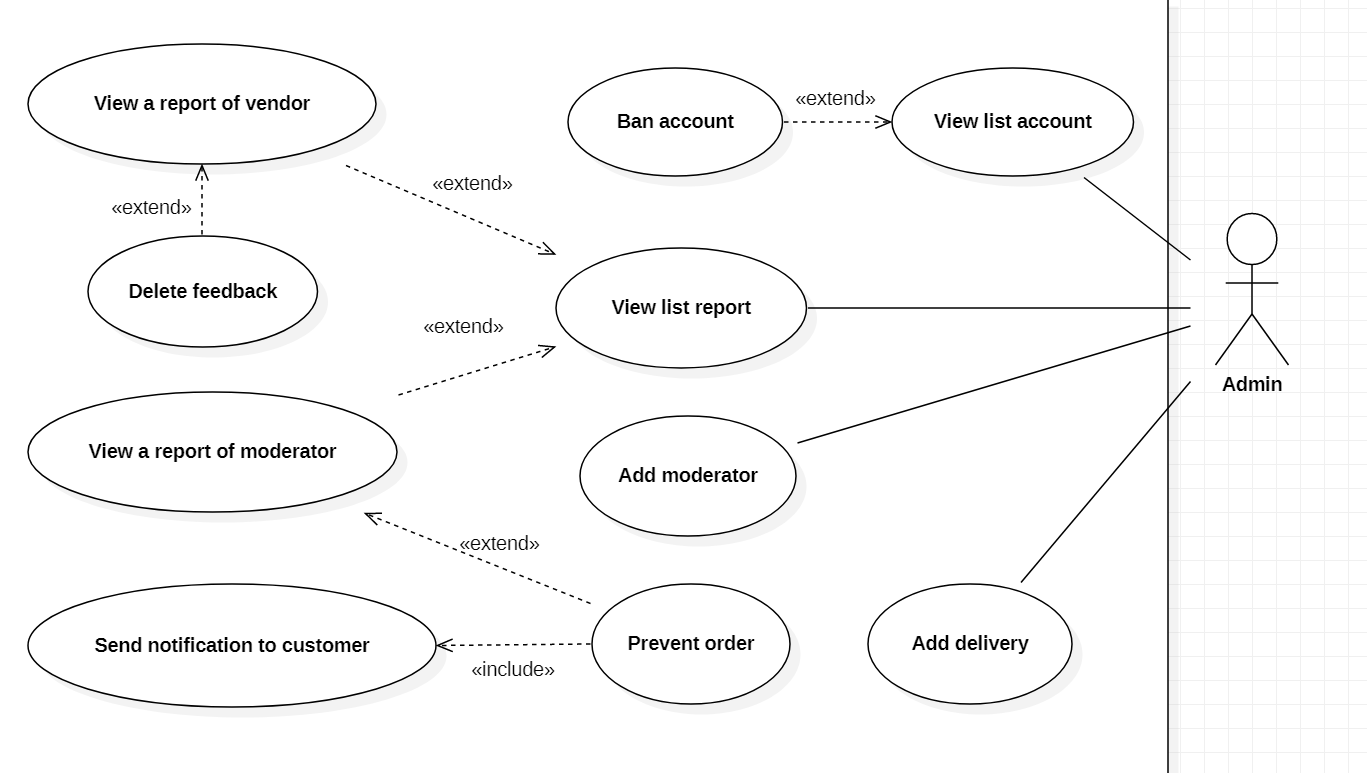 View a report of vendor
Ban account
«extend»
View list account
«extend»
«extend»
Delete feedback
«extend»
View list report
Admin
View a report of moderator
Add moderator
«extend»
Send notification to customer
«include»
Prevent order
Add delivery